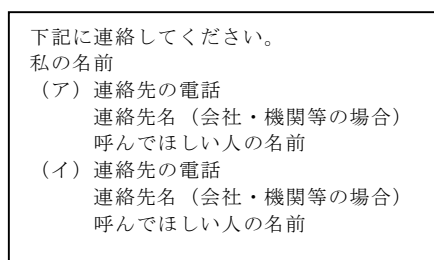 下記に連絡してください。
私の名前
（ア）連絡先の電話
連絡先名（会社・機関等の場合）
呼んでほしい人の名前
（イ）連絡先の電話
連絡先名（会社・機関等の場合）
呼んでほしい人の名前